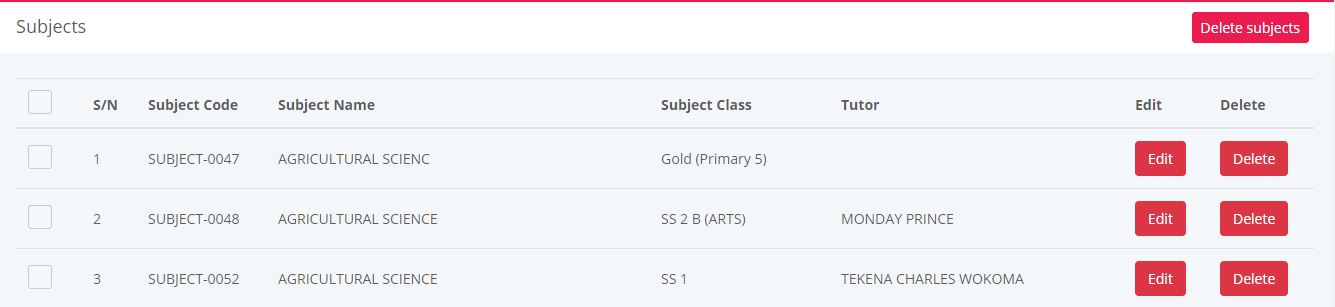 Subjects Delete subjects
S/N Subject Code Subject Name Subject Class Tutor Edit Delete
1 SUBJECT-0047 AGRICULTURAL SCIENC Gold (Primary 5) Edit Delete
2 SUBJECT-0048 AGRICULTURAL SCIENCE SS 2 B (ARTS) MONDAY PRINCE Edit Delete
3 SUBJECT-0052 AGRICULTURAL SCIENCE SS 1 TEKENA CHARLES WOKOMA Edit Delete